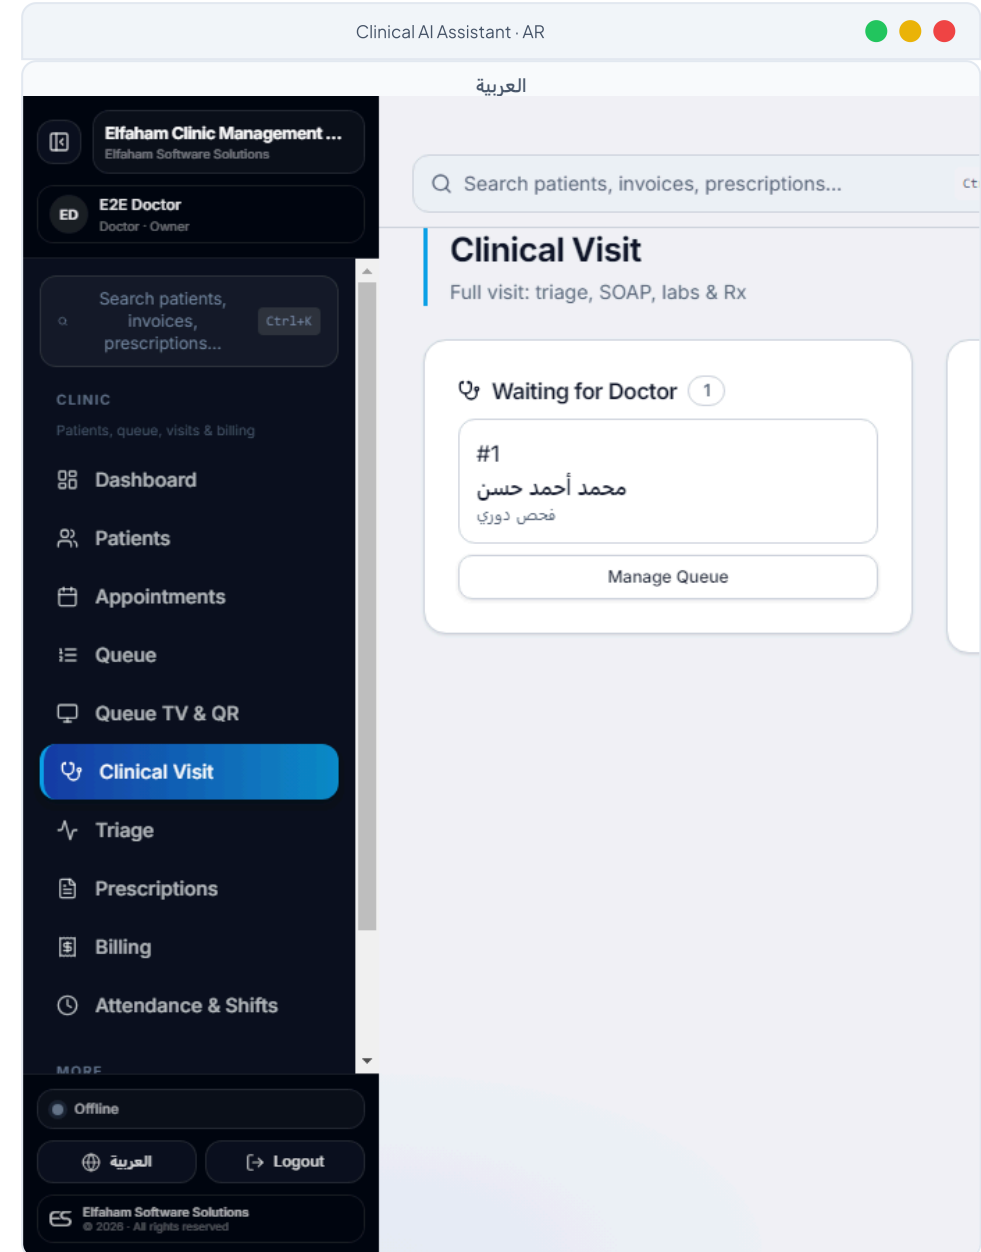 Clinical AI Assistant · AR
العربية
Elfaham Clinic Management ...
Elfaham Software Solutions
ED
E2E Doctor
Doctor · Owner
Search patients,
invoices,
prescriptions...
Ctrl+K
CLINIC
Patients, queue, visits & billing
Dashboard
Patients
Appointments
Queue
Queue TV & QR
Clinical Visit
Triage
Prescriptions
Billing
Attendance & Shifts
MORE
Offline
العربية
Logout
ES
Elfaham Software Solutions
© 2026 · All rights reserved
Search patients, invoices, prescriptions...
Clinical Visit
Full visit: triage, SOAP, labs & Rx
Waiting for Doctor 1
#1
محمد أحمد حسن
فحص دوري
Manage Queue